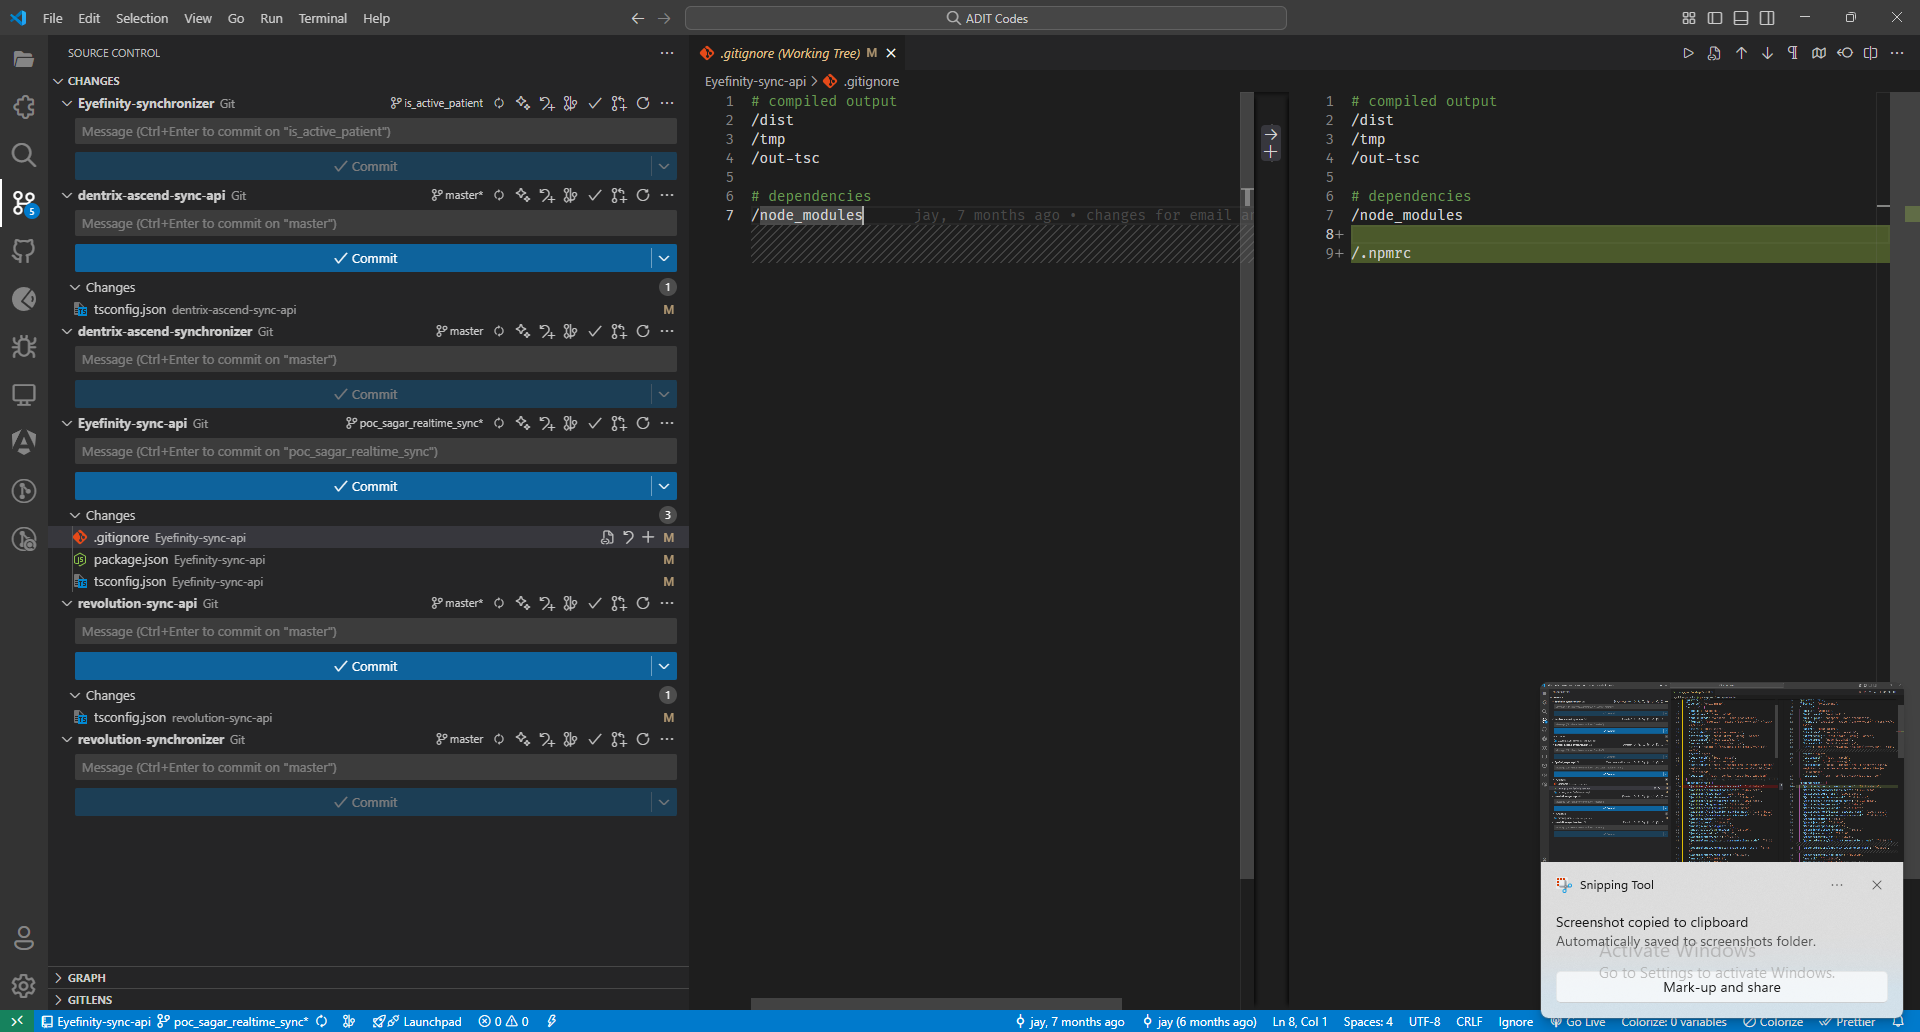 File Edit Selection View Go Run Terminal Help
ADIT Codes
SOURCE CONTROL
CHANGES
Eyefinity-synchronizer Git is_active_patient
Message (Ctrl+Enter to commit on "is_active_patient")
Commit
dentrix-ascend-sync-api Git master*
Message (Ctrl+Enter to commit on "master")
Commit
Changes 1
tsconfig.json dentrix-ascend-sync-api M
dentrix-ascend-synchronizer Git master
Message (Ctrl+Enter to commit on "master")
Commit
Eyefinity-sync-api Git poc_sagar_realtime_sync*
Message (Ctrl+Enter to commit on "poc_sagar_realtime_sync")
Commit
Changes 3
.gitignore Eyefinity-sync-api M
package.json Eyefinity-sync-api M
tsconfig.json Eyefinity-sync-api M
revolution-sync-api Git master*
Message (Ctrl+Enter to commit on "master")
Commit
Changes 1
tsconfig.json revolution-sync-api M
revolution-synchronizer Git master
Message (Ctrl+Enter to commit on "master")
Commit
GRAPH
GITLENS
5
.gitignore (Working Tree) M
Eyefinity-sync-api > .gitignore
1 # compiled output
2 /dist
3 /tmp
4 /out-tsc
5
6 # dependencies
7 /node_modules jay, 7 months ago • changes for email
1 # compiled output
2 /dist
3 /tmp
4 /out-tsc
5
6 # dependencies
7 /node_modules
8+
9+ /.npmrc
Snipping Tool
Screenshot copied to clipboard
Automatically saved to screenshots folder.
Activate Windows
Go to Settings to activate Windows.
Mark-up and share
Eyefinity-sync-api poc_sagar_realtime_sync* Launchpad 0 0 jay, 7 months ago jay (6 months ago) Ln 8, Col 1 Spaces: 4 UTF-8 CRLF Ignore Go Live Colorize: 0 variables Colorize Prettier